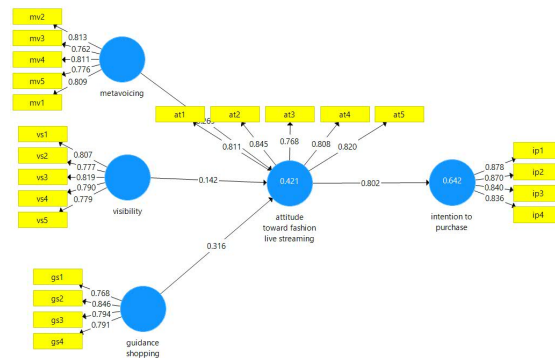 mv2
mv3
mv4
mv5
mv1
0.813
0.762
0.811
0.776
0.809
metavoicing
at1
at2
at3
at4
at5
0.811
0.845
0.768
0.808
0.820
vs1
vs2
vs3
vs4
vs5
0.807
0.777
0.819
0.790
0.779
visibility
0.142
0.421
attitude
toward fashion
live streaming
0.802
0.642
intention to
purchase
0.878
0.870
0.840
0.836
ip1
ip2
ip3
ip4
0.316
gs1
gs2
gs3
gs4
0.768
0.846
0.794
0.791
guidance
shopping